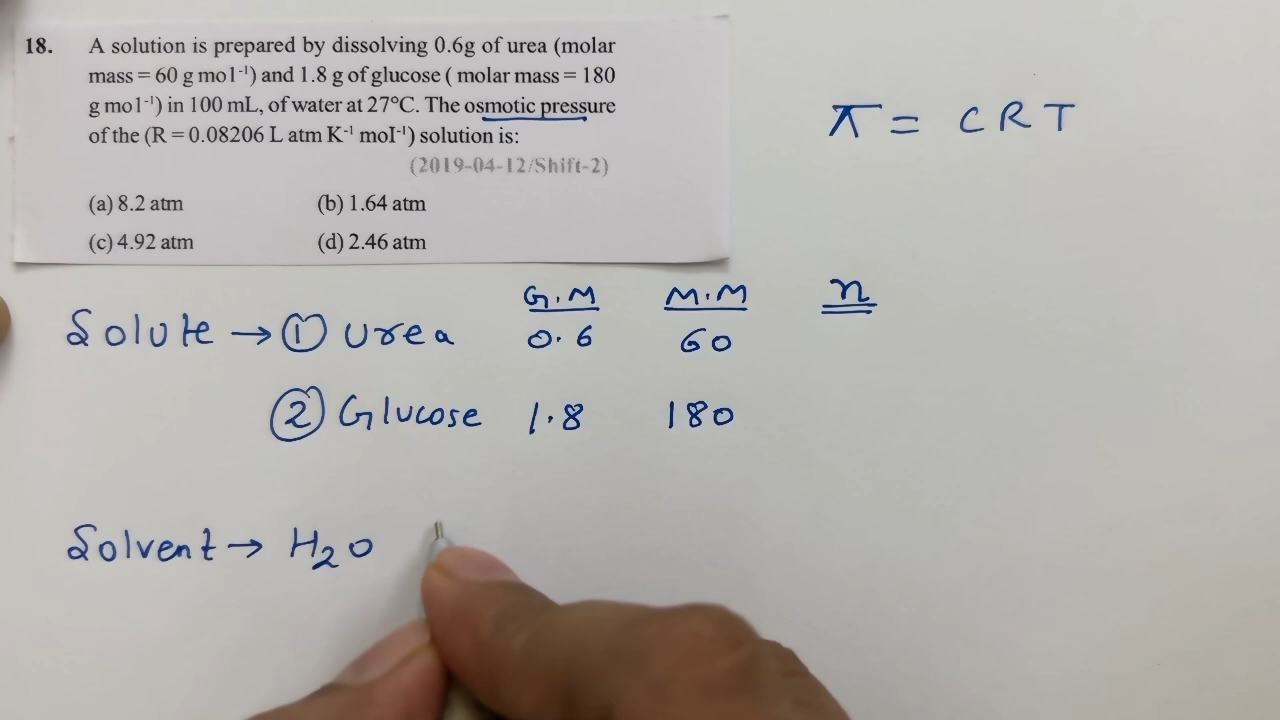 18. A solution is prepared by dissolving 0.6g of urea (molar
mass = 60 g mol⁻¹) and 1.8 g of glucose ( molar mass = 180
g mol⁻¹) in 100 mL, of water at 27°C. The osmotic pressure
of the (R = 0.08206 L atm K⁻¹ moI⁻¹) solution is:
(2019-04-12/Shift-2)
(a) 8.2 atm (b) 1.64 atm
(c) 4.92 atm (d) 2.46 atm
π = CRT
G.M M.M n
Solute → ① Urea 0.6 60
② Glucose 1.8 180
Solvent → H₂O